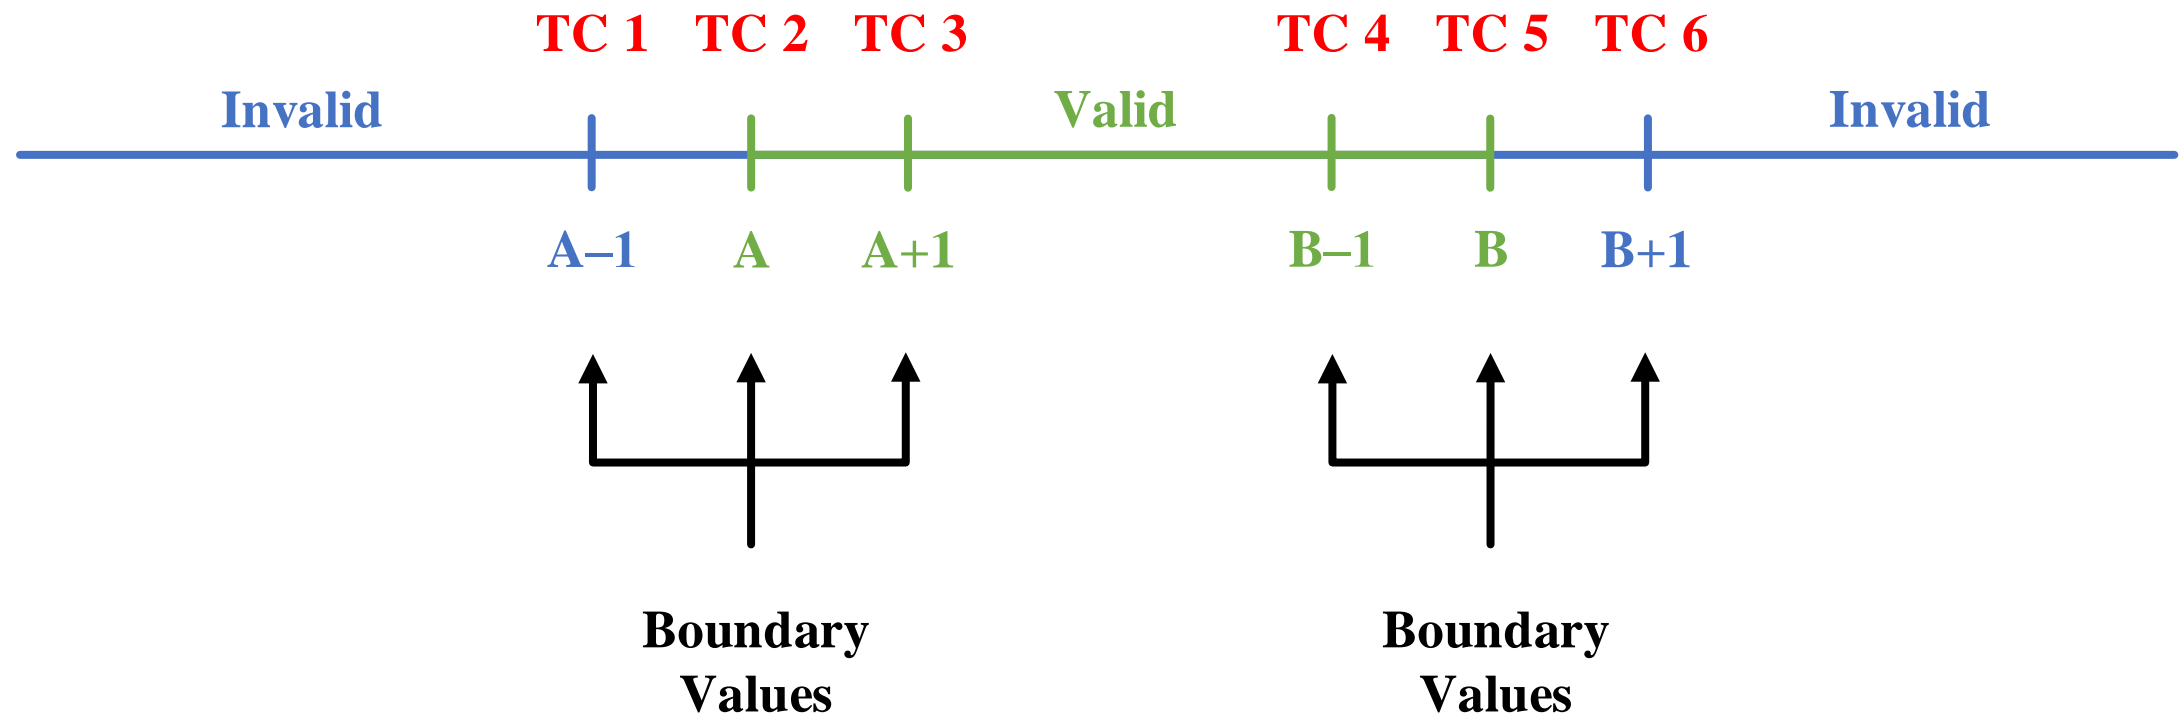 TC 1 TC 2 TC 3 TC 4 TC 5 TC 6
Invalid Valid Invalid
A–1 A A+1 B–1 B B+1
Boundary Boundary
Values Values